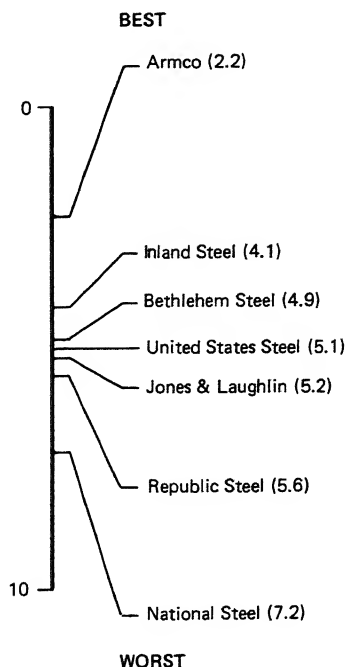 BEST
Armco (2.2)
0
Inland Steel (4.1)
Bethlehem Steel (4.9)
United States Steel (5.1)
Jones & Laughlin (5.2)
Republic Steel (5.6)
10
National Steel (7.2)
WORST